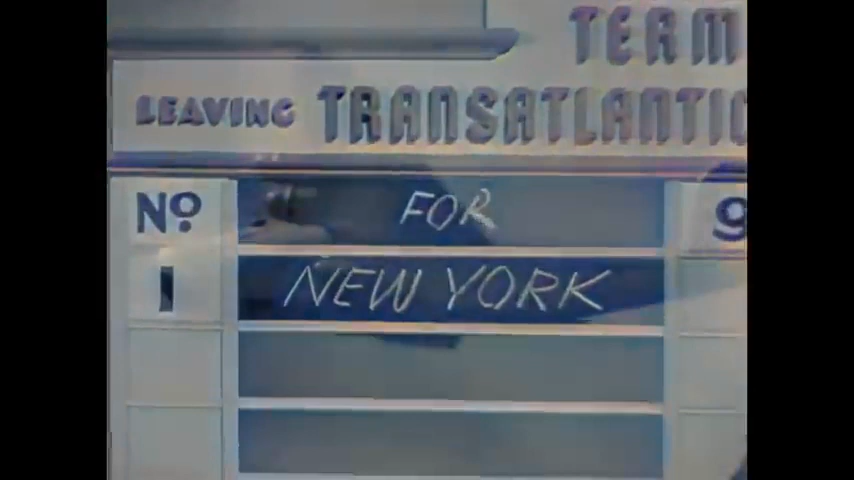 TERM
LEAVING TRANSATLANTIC
Nº. FOR 9
1 NEW YORK